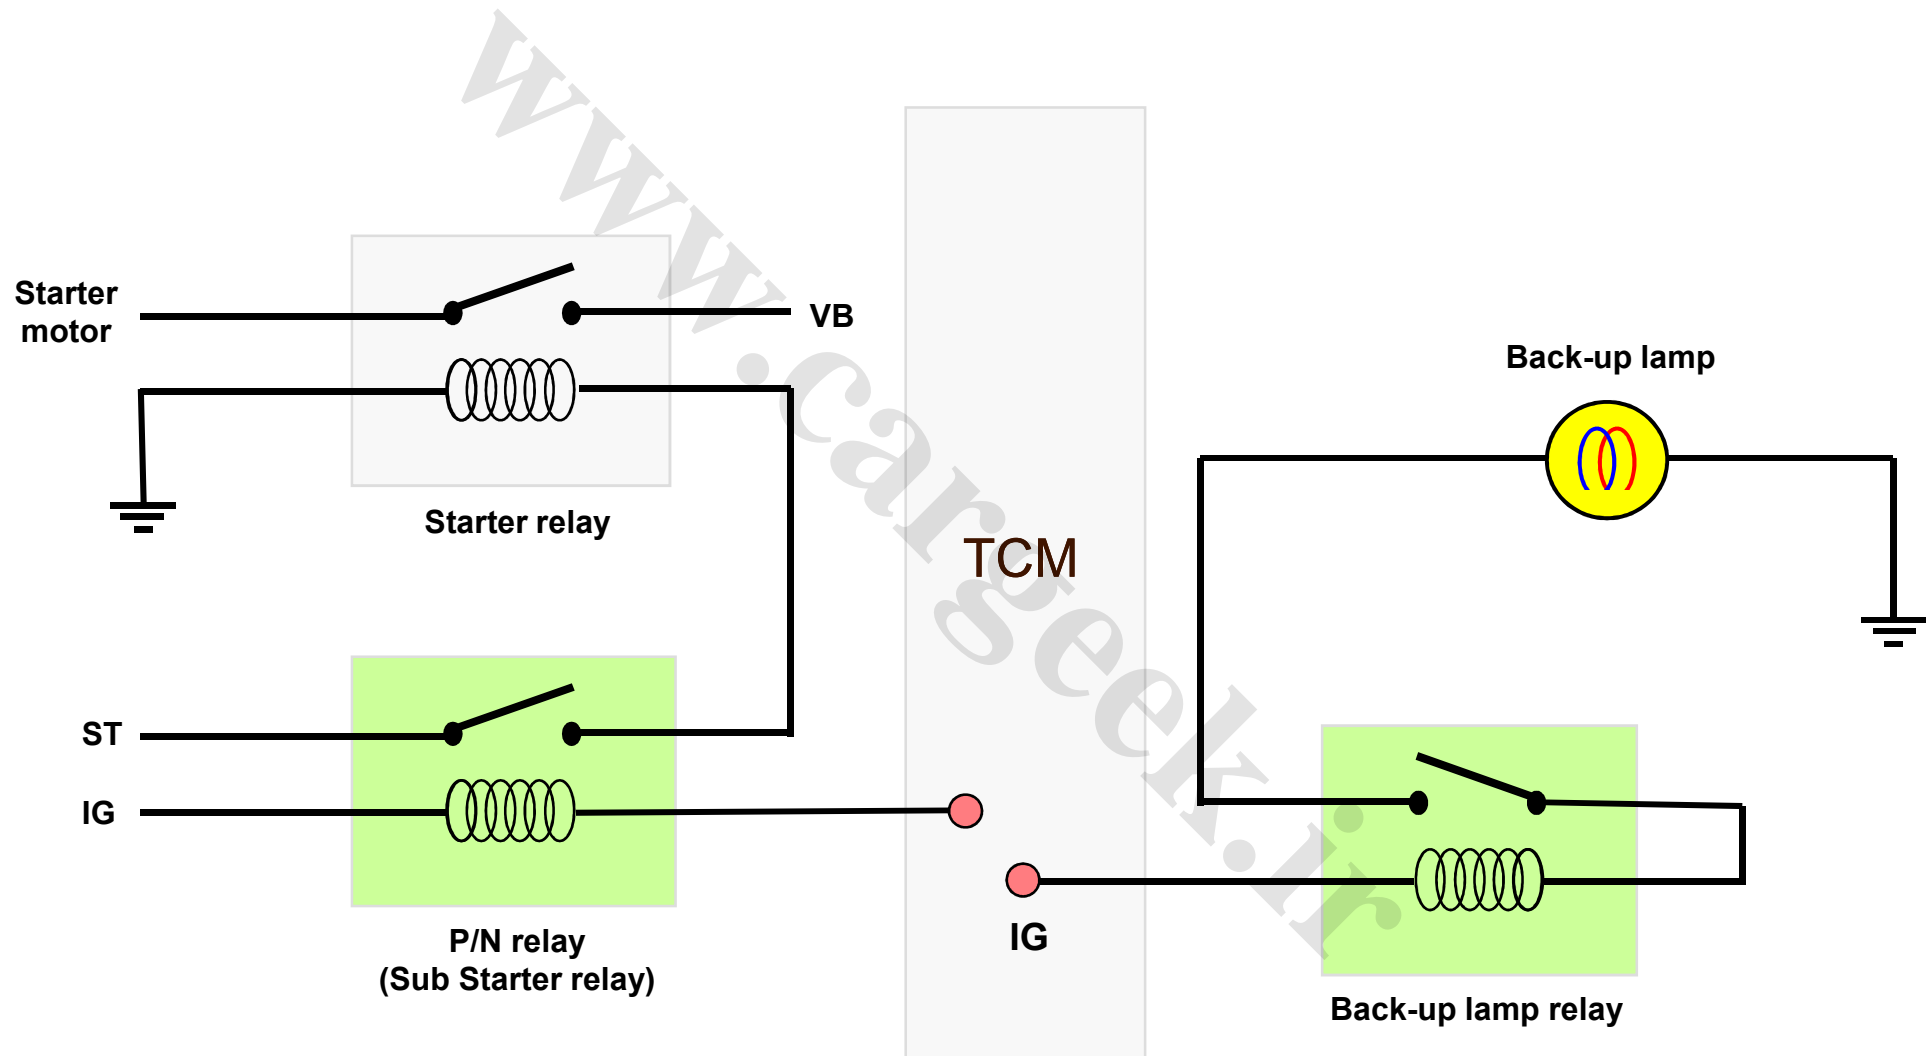 Starter
motor
VB
Starter relay
ST
IG
P/N relay
(Sub Starter relay)
TCM
IG
Back-up lamp
Back-up lamp relay
www.cargeek.ir